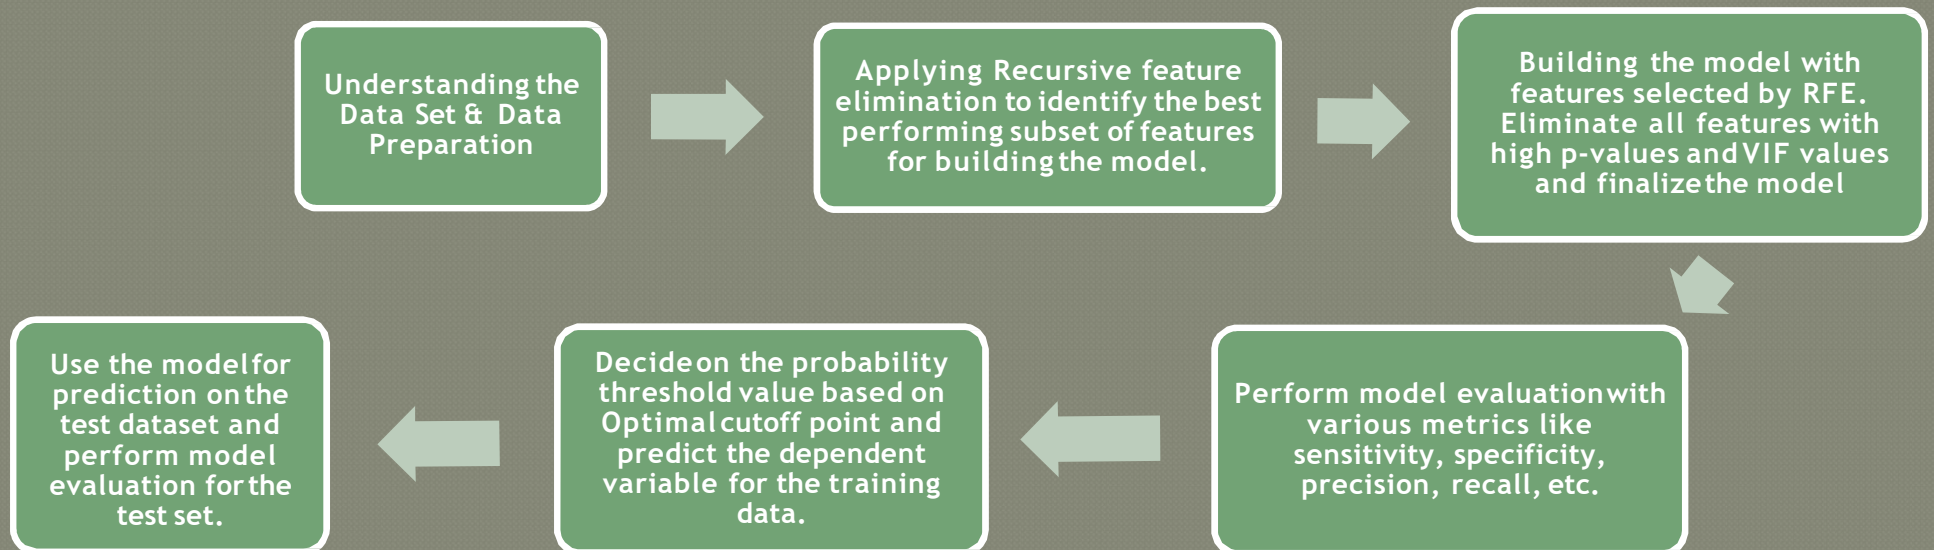 Understanding the
Data Set & Data
Preparation
Applying Recursive feature
elimination to identify the best
performing subset of features
for building the model.
Building the model with
features selected by RFE.
Eliminate all features with
high p-values and VIF values
and finalize the model
Perform model evaluation with
various metrics like
sensitivity, specificity,
precision, recall, etc.
Decide on the probability
threshold value based on
Optimal cutoff point and
predict the dependent
variable for the training
data.
Use the model for
prediction on the
test dataset and
perform model
evaluation for the
test set.